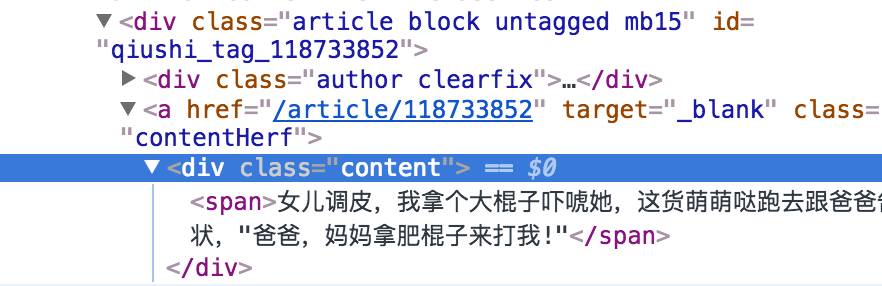 ▼<div class="article block untagged mb15" id=
"qiushi_tag_118733852">
▶<div class="author clearfix">…</div>
▼<a href="/article/118733852" target="_blank" class=
"contentHerf">
▼<div class="content"> == $0
<span>女儿调皮，我拿个大棍子吓唬她，这货萌萌哒跑去跟爸爸
状，"爸爸，妈妈拿肥棍子来打我!"</span>
</div>